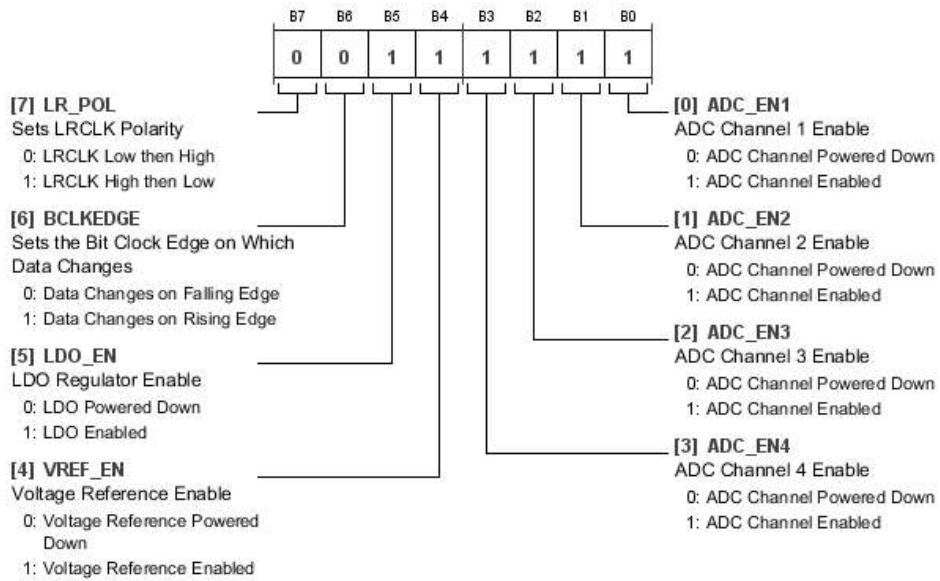 B7 B6 B5 B4 B3 B2 B1 B0
0 0 1 1 1 1 1 1
[7] LR_POL
Sets LRCLK Polarity
0: LRCLK Low then High
1: LRCLK High then Low
[6] BCLKEDGE
Sets the Bit Clock Edge on Which
Data Changes
0: Data Changes on Falling Edge
1: Data Changes on Rising Edge
[5] LDO_EN
LDO Regulator Enable
0: LDO Powered Down
1: LDO Enabled
[4] VREF_EN
Voltage Reference Enable
0: Voltage Reference Powered
Down
1: Voltage Reference Enabled
[0] ADC_EN1
ADC Channel 1 Enable
0: ADC Channel Powered Down
1: ADC Channel Enabled
[1] ADC_EN2
ADC Channel 2 Enable
0: ADC Channel Powered Down
1: ADC Channel Enabled
[2] ADC_EN3
ADC Channel 3 Enable
0: ADC Channel Powered Down
1: ADC Channel Enabled
[3] ADC_EN4
ADC Channel 4 Enable
0: ADC Channel Powered Down
1: ADC Channel Enabled